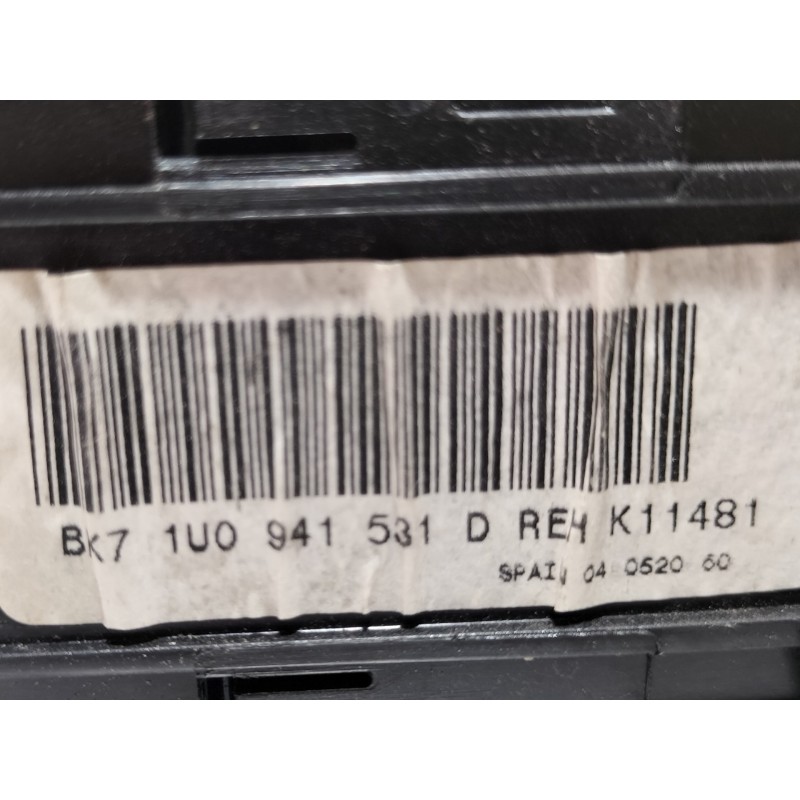 BK7 1U0 941 531 D REH K11481
SPAIN 04 0520 60